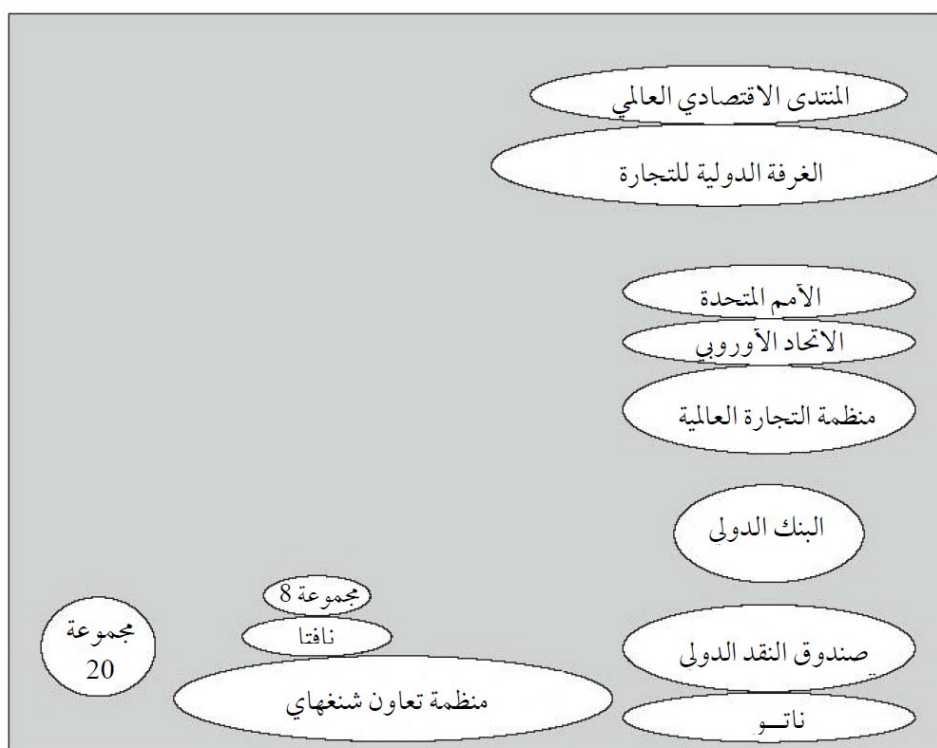 المنتدى الاقتصادي العالمي
الغرفة الدولية للتجارة
الأمم المتحدة
الاتحاد الأوروبي
منظمة التجارة العالمية
البنك الدولي
مجموعة 8
نافتا
منظمة تعاون شنغهاي
مجموعة
20
صندوق النقد الدولي
ناتــو